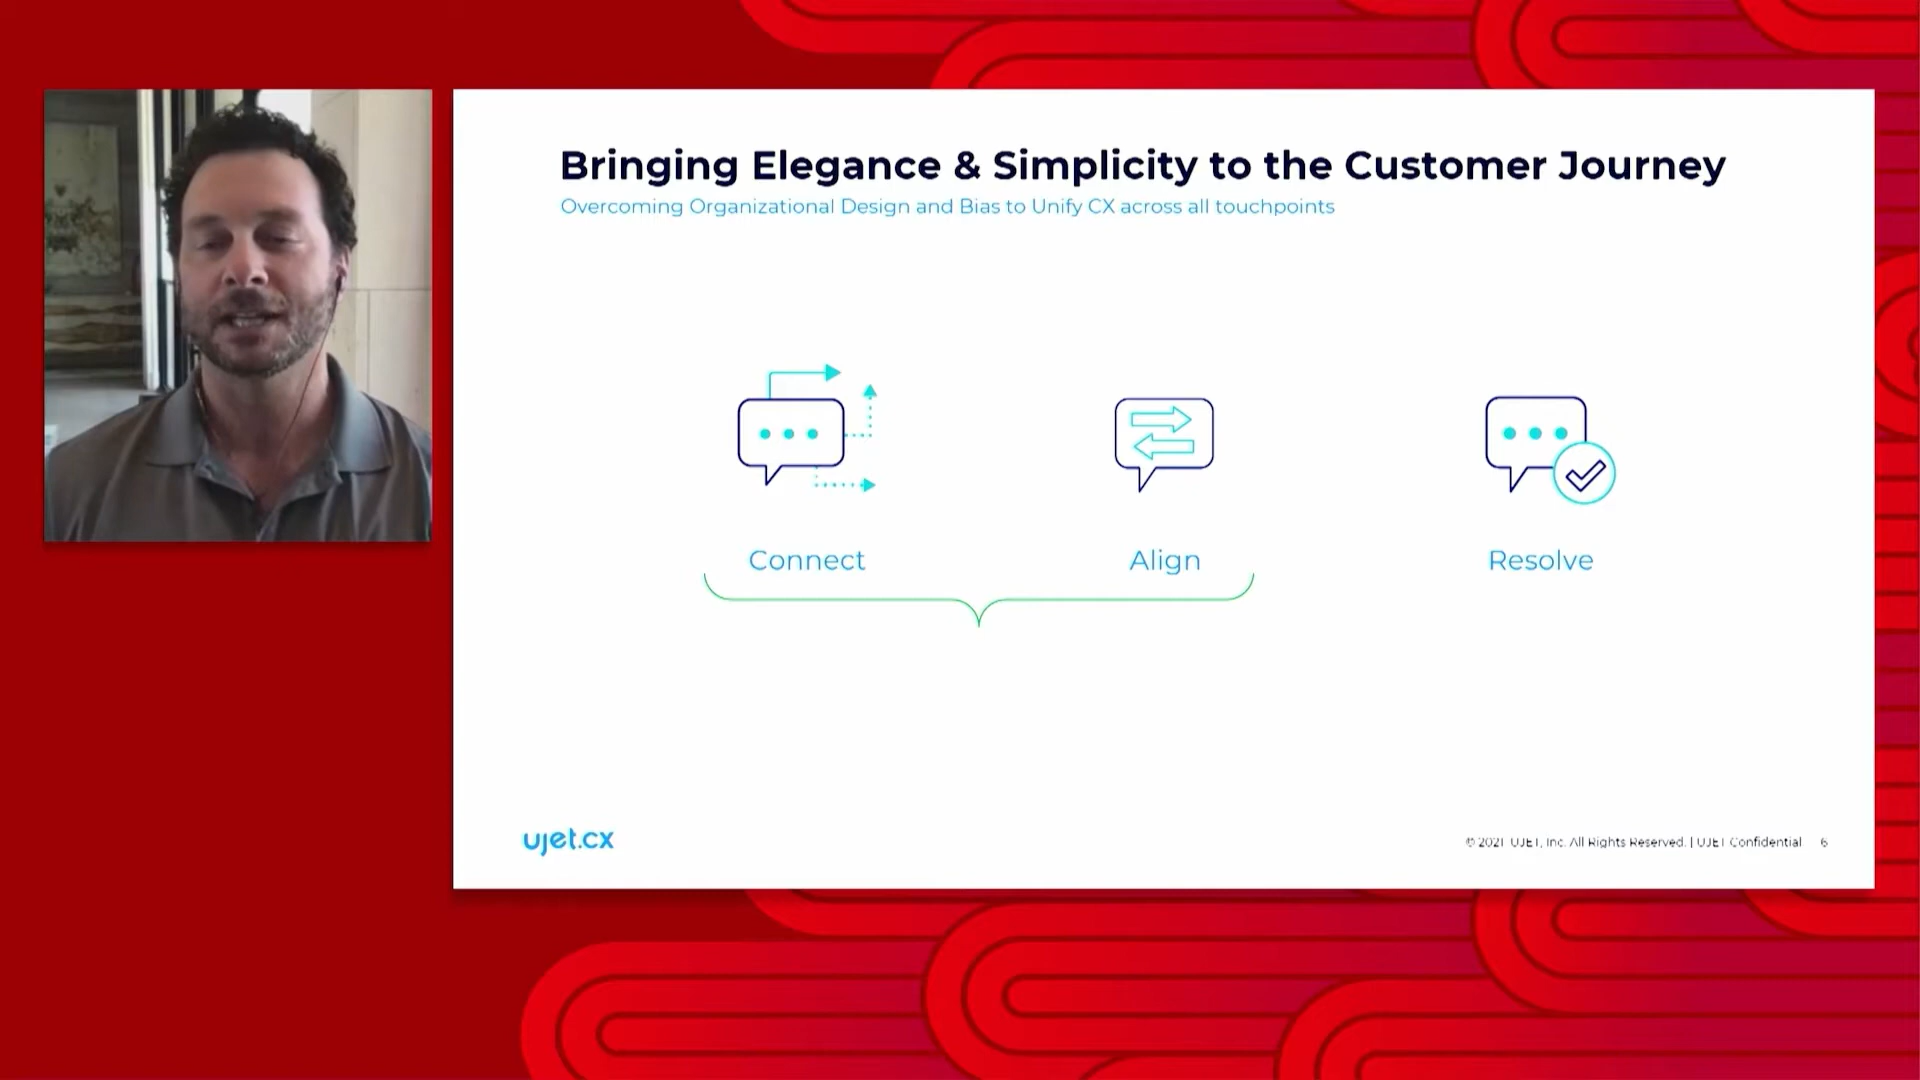 Bringing Elegance & Simplicity to the Customer Journey
Overcoming Organizational Design and Bias to Unify CX across all touchpoints
Connect
Align
Resolve
ujet.cx
© 2021 UJET, Inc. All Rights Reserved. | UJET Confidential 6